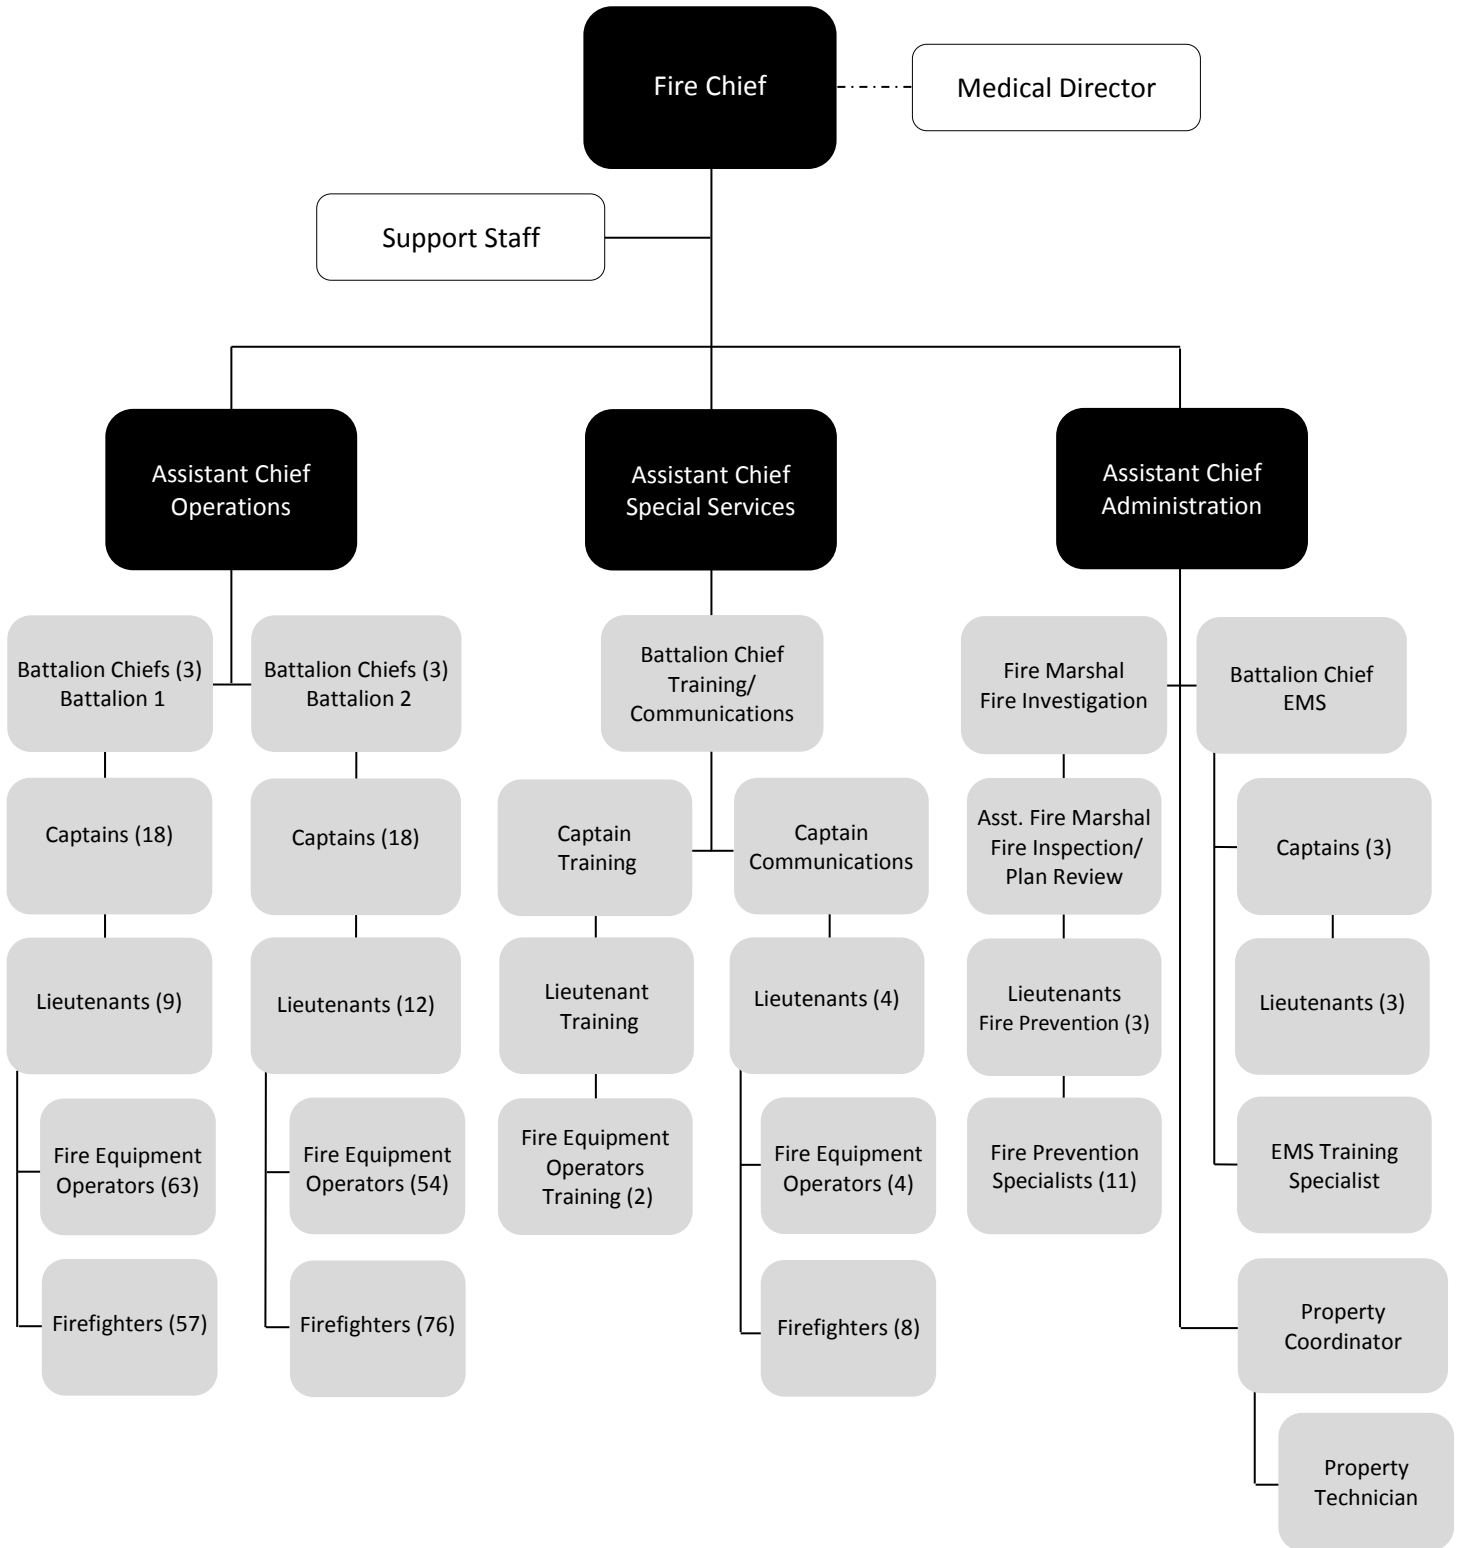 Fire Chief
Medical Director
Support Staff
Assistant Chief
Operations
Assistant Chief
Special Services
Assistant Chief
Administration
Battalion Chiefs (3)
Battalion 1
Battalion Chiefs (3)
Battalion 2
Battalion Chief
Training/
Communications
Fire Marshal
Fire Investigation
Battalion Chief
EMS
Captains (18)
Captains (18)
Captain
Training
Captain
Communications
Asst. Fire Marshal
Fire Inspection/
Plan Review
Captains (3)
Lieutenants (9)
Lieutenants (12)
Lieutenant
Training
Lieutenants (4)
Lieutenants
Fire Prevention (3)
Lieutenants (3)
Fire Equipment
Operators (63)
Fire Equipment
Operators (54)
Fire Equipment
Operators
Training (2)
Fire Equipment
Operators (4)
Fire Prevention
Specialists (11)
EMS Training
Specialist
Firefighters (57)
Firefighters (76)
Firefighters (8)
Property
Coordinator
Property
Technician